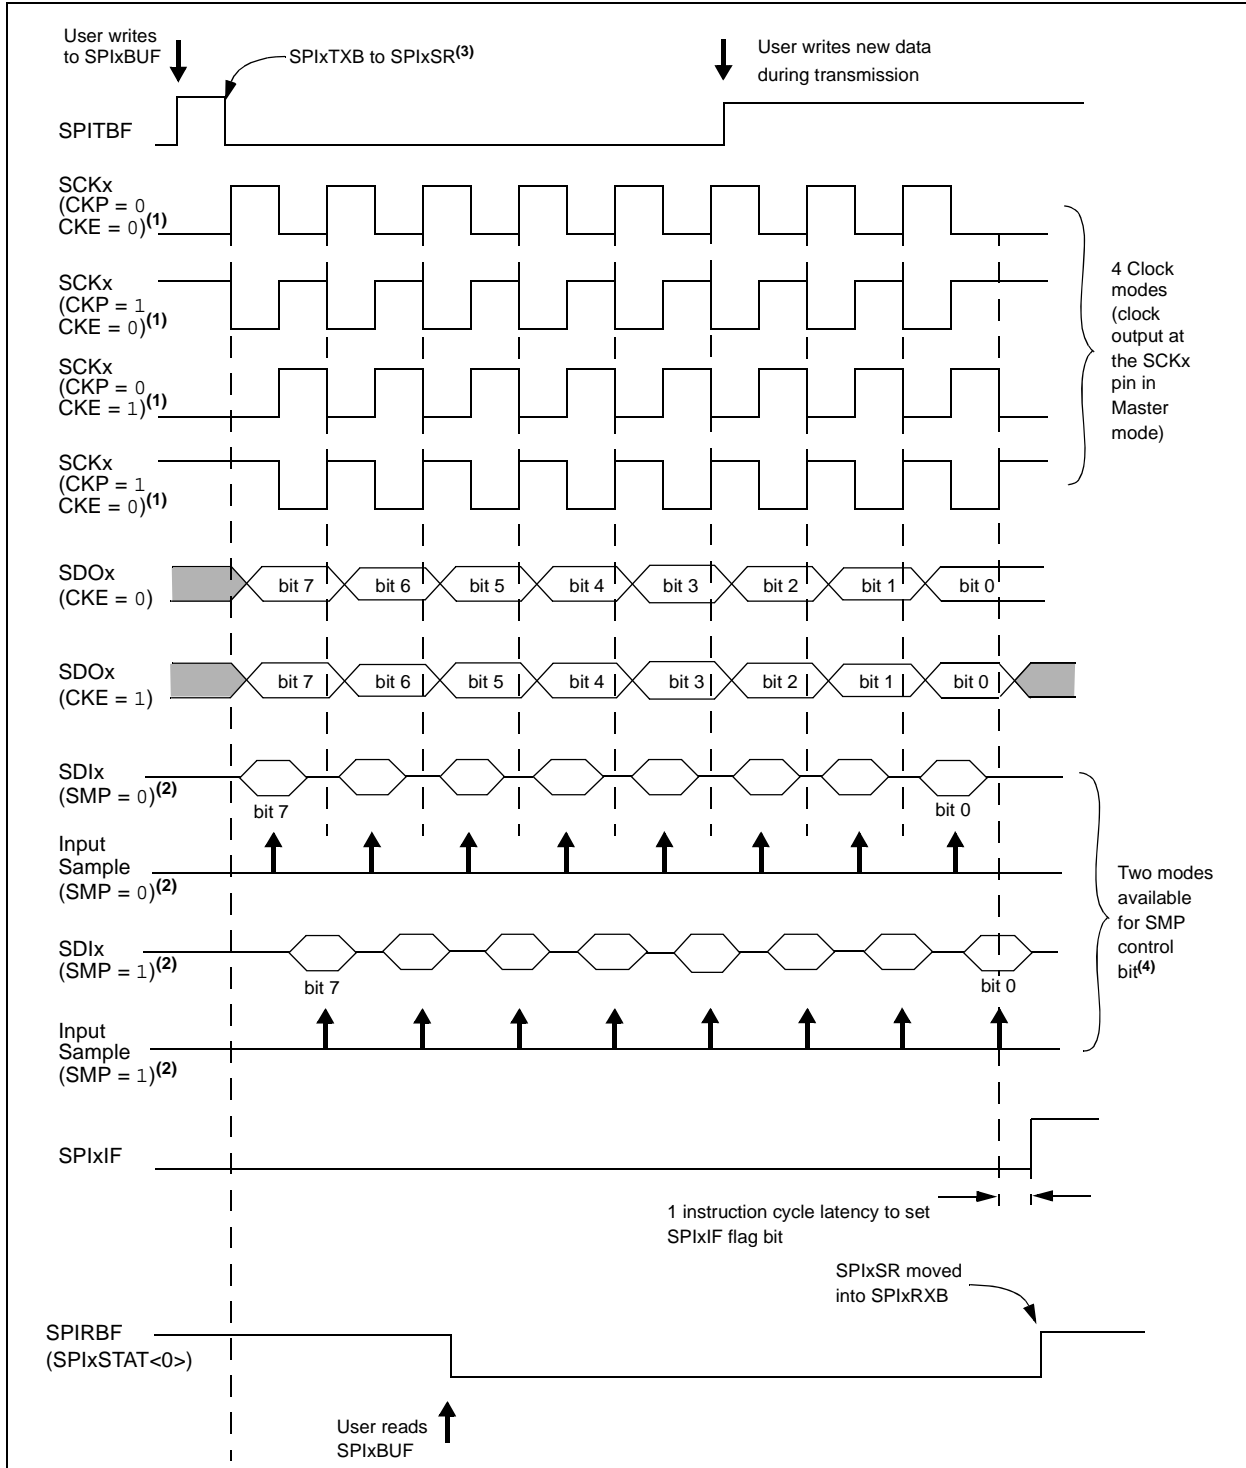 User writes
to SPIxBUF
SPIxTXB to SPIxSR(3)
User writes new data
during transmission
SPITBF
SCKx
(CKP = 0
CKE = 0)(1)
SCKx
(CKP = 1
CKE = 0)(1)
SCKx
(CKP = 0
CKE = 1)(1)
SCKx
(CKP = 1
CKE = 0)(1)
4 Clock
modes
(clock
output at
the SCKx
pin in
Master
mode)
SDOx
(CKE = 0)
bit 7 bit 6 bit 5 bit 4 bit 3 bit 2 bit 1 bit 0
SDOx
(CKE = 1)
bit 7 bit 6 bit 5 bit 4 bit 3 bit 2 bit 1 bit 0
SDIx
(SMP = 0)(2)
bit 7 bit 0
Input
Sample
(SMP = 0)(2)
SDIx
(SMP = 1)(2)
bit 7 bit 0
Input
Sample
(SMP = 1)(2)
Two modes
available
for SMP
control
bit(4)
SPIxIF
1 instruction cycle latency to set
SPIxIF flag bit
SPIxSR moved
into SPIxRXB
SPIRBF
(SPIxSTAT<0>)
User reads
SPIxBUF